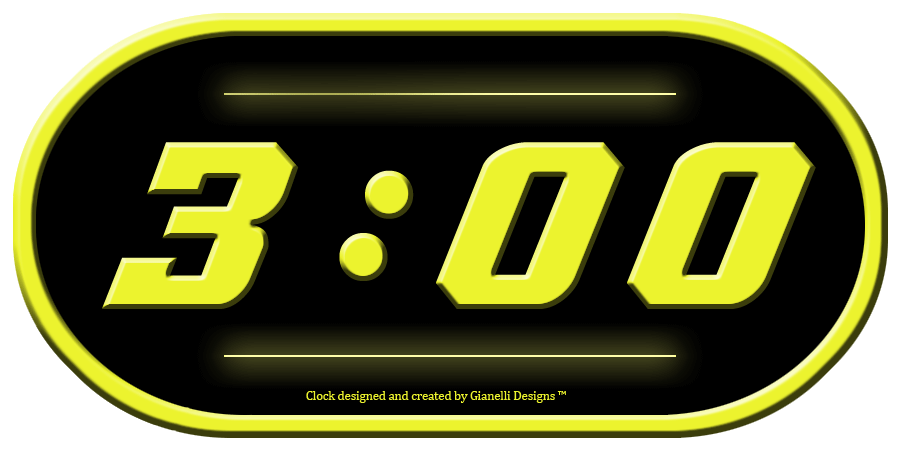 3:00
Clock designed and created by Gianelli Designs ™